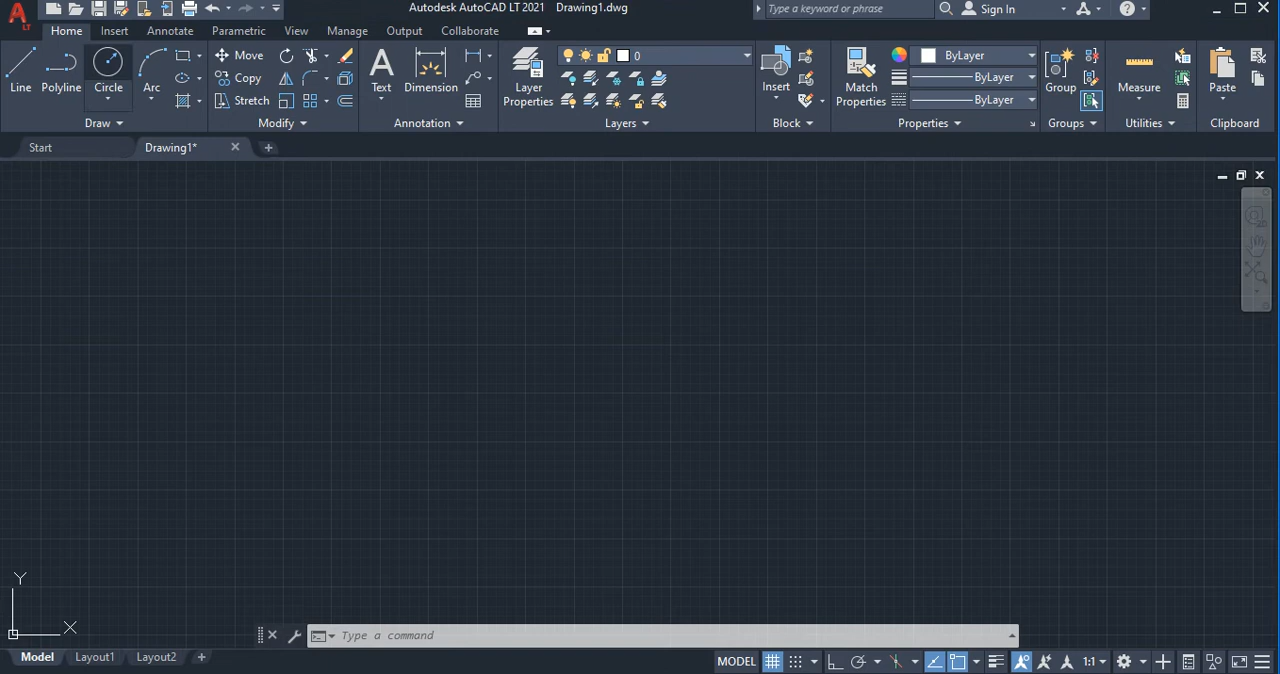 Autodesk AutoCAD LT 2021 Drawing1.dwg
Type a keyword or phrase
Sign In
A
LT
Home Insert Annotate Parametric View Manage Output Collaborate
Line Polyline Circle Arc
Move
Copy
Stretch
Text Dimension
Layer
Properties
0
Insert
Match
Properties
ByLayer
ByLayer
ByLayer
Group
Measure
Paste
Draw Modify Annotation Layers Block Properties Groups Utilities Clipboard
Start Drawing1*
Y
X
Type a command
Model Layout1 Layout2
MODEL 1:1